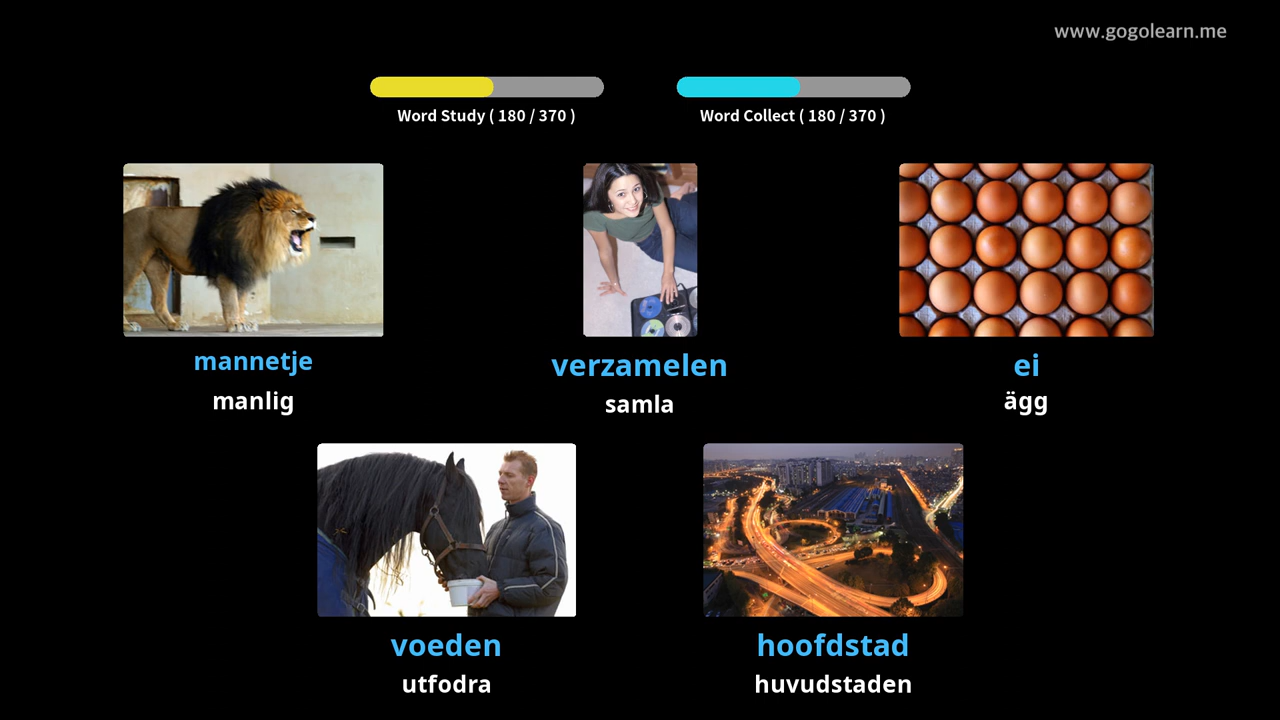 www.gogolearn.me
Word Study ( 180 / 370 )
Word Collect ( 180 / 370 )
mannetje
manlig
verzamelen
samla
ei
ägg
voeden
utfodra
hoofdstad
huvudstaden